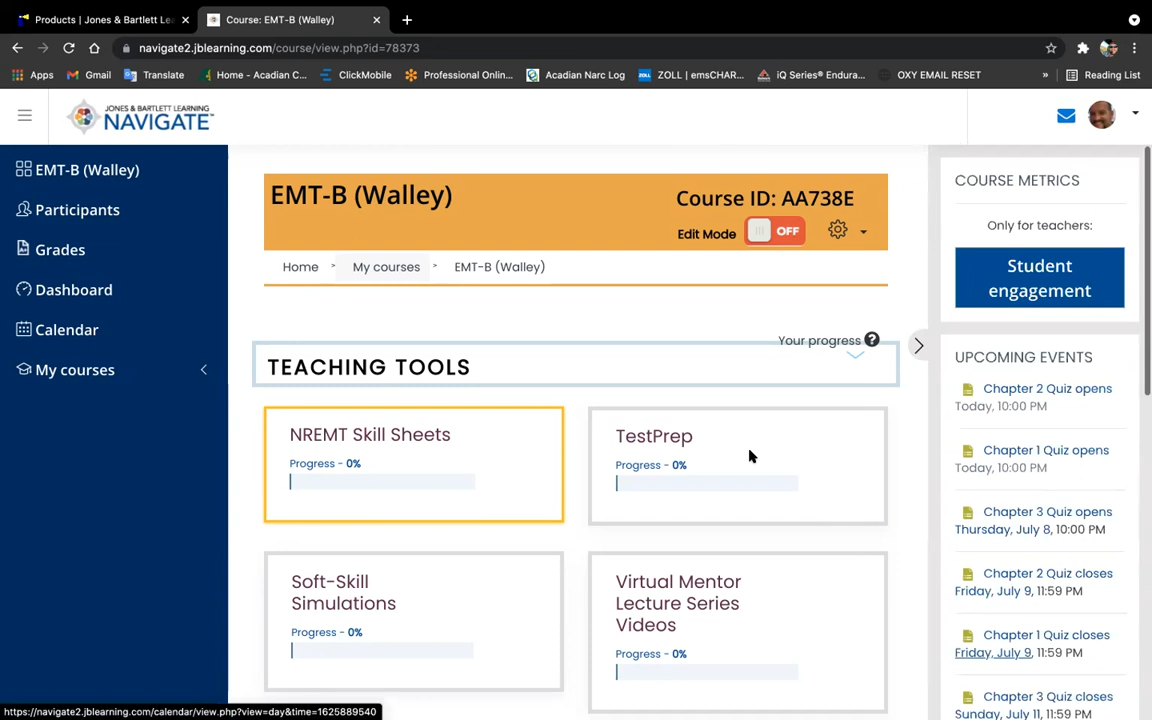 Products | Jones & Bartlett Lea
Course: EMT-B (Walley)
navigate2.jblearning.com/course/view.php?id=78373
Apps
Gmail
Translate
Home - Acadian C...
ClickMobile
Professional Onlin...
Acadian Narc Log
ZOLL | emsCHAR...
iQ Series® Endura...
OXY EMAIL RESET
»
Reading List
JONES & BARTLETT LEARNING
NAVIGATE™
EMT-B (Walley)
Participants
Grades
Dashboard
Calendar
My courses
EMT-B (Walley)
Course ID: AA738E
Edit Mode
OFF
Home > My courses > EMT-B (Walley)
Your progress
TEACHING TOOLS
NREMT Skill Sheets
Progress - 0%
TestPrep
Progress - 0%
Soft-Skill
Simulations
Progress - 0%
Virtual Mentor
Lecture Series
Videos
Progress - 0%
COURSE METRICS
Only for teachers:
Student
engagement
UPCOMING EVENTS
Chapter 2 Quiz opens
Today, 10:00 PM
Chapter 1 Quiz opens
Today, 10:00 PM
Chapter 3 Quiz opens
Thursday, July 8, 10:00 PM
Chapter 2 Quiz closes
Friday, July 9, 11:59 PM
Chapter 1 Quiz closes
Friday, July 9, 11:59 PM
Chapter 3 Quiz closes
Sunday, July 11, 11:59 PM
https://navigate2.jblearning.com/calendar/view.php?view=day&time=1625889540